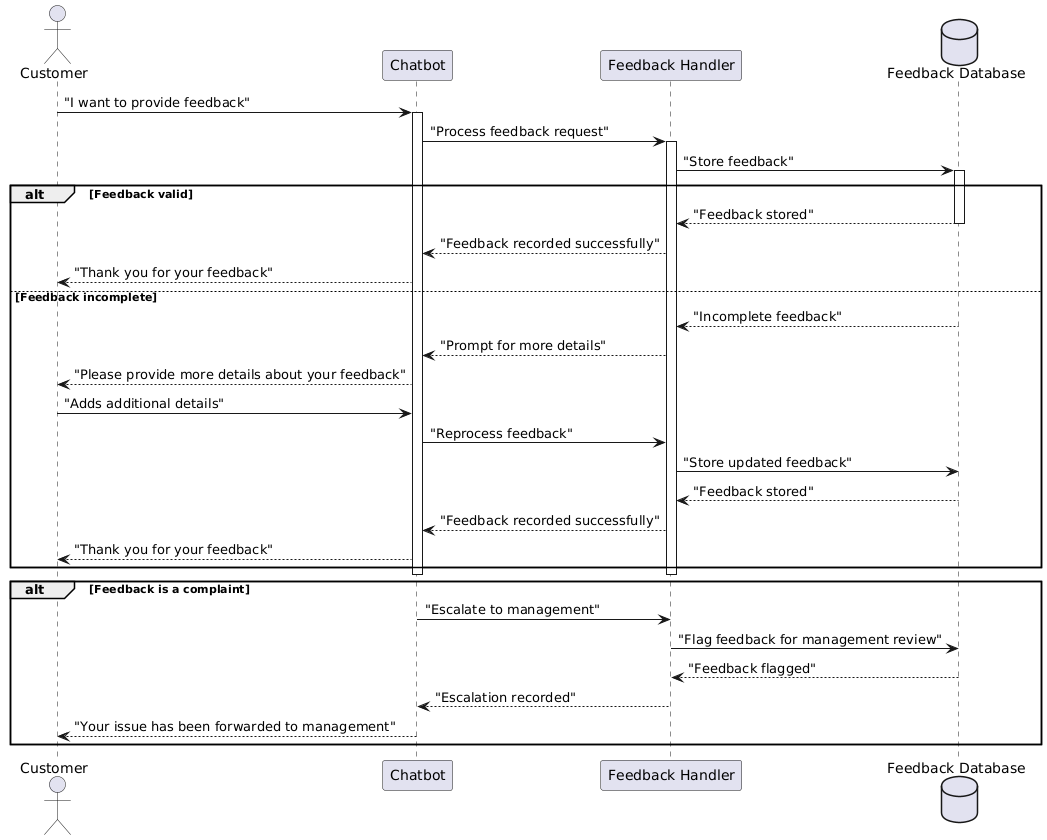 Customer
Chatbot
Feedback Handler
Feedback Database
"I want to provide feedback"
"Process feedback request"
"Store feedback"
alt [Feedback valid]
"Feedback stored"
"Feedback recorded successfully"
"Thank you for your feedback"
[Feedback incomplete]
"Incomplete feedback"
"Prompt for more details"
"Please provide more details about your feedback"
"Adds additional details"
"Reprocess feedback"
"Store updated feedback"
"Feedback stored"
"Feedback recorded successfully"
"Thank you for your feedback"
alt [Feedback is a complaint]
"Escalate to management"
"Flag feedback for management review"
"Feedback flagged"
"Escalation recorded"
"Your issue has been forwarded to management"
Customer
Chatbot
Feedback Handler
Feedback Database